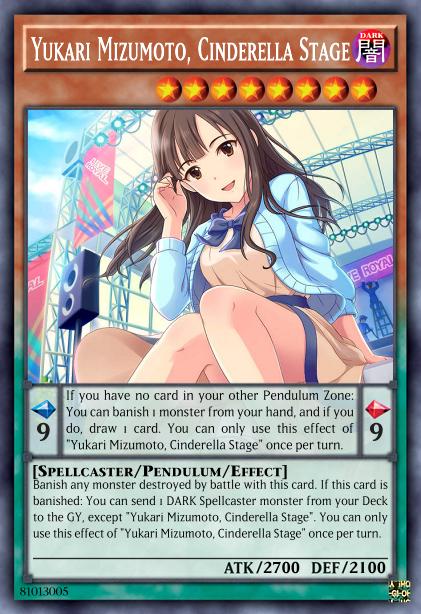 YUKARI MIZUMOTO, CINDERELLA STAGE
DARK
闇
LIVE
ROYAL
ROYAL
E ROYAL
If you have no card in your other Pendulum Zone:
You can banish 1 monster from your hand, and if you
do, draw 1 card. You can only use this effect of
"Yukari Mizumoto, Cinderella Stage" once per turn.
9
9
[SPELLCASTER/PENDULUM/EFFECT]
Banish any monster destroyed by battle with this card. If this card is
banished: You can send 1 DARK Spellcaster monster from your Deck
to the GY, except "Yukari Mizumoto, Cinderella Stage". You can only
use this effect of "Yukari Mizumoto, Cinderella Stage" once per turn.
ATK/2700 DEF/2100
81013005